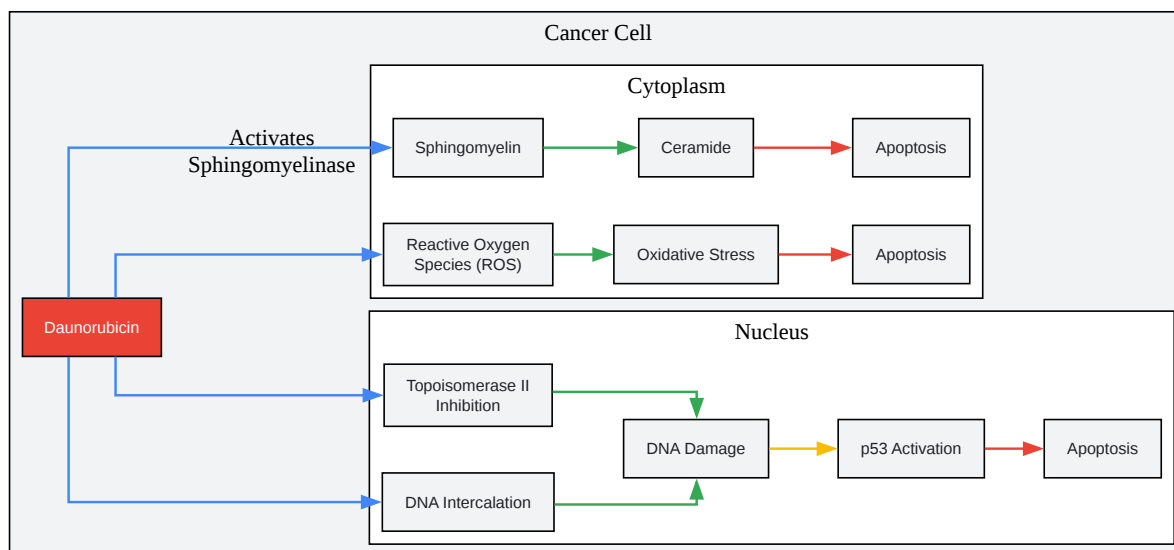 Cancer Cell
Cytoplasm
Activates
Sphingomyelinase
Sphingomyelin
Ceramide
Apoptosis
Reactive Oxygen
Species (ROS)
Oxidative Stress
Apoptosis
Daunorubicin
Nucleus
Topoisomerase II
Inhibition
DNA Damage
p53 Activation
Apoptosis
DNA Intercalation